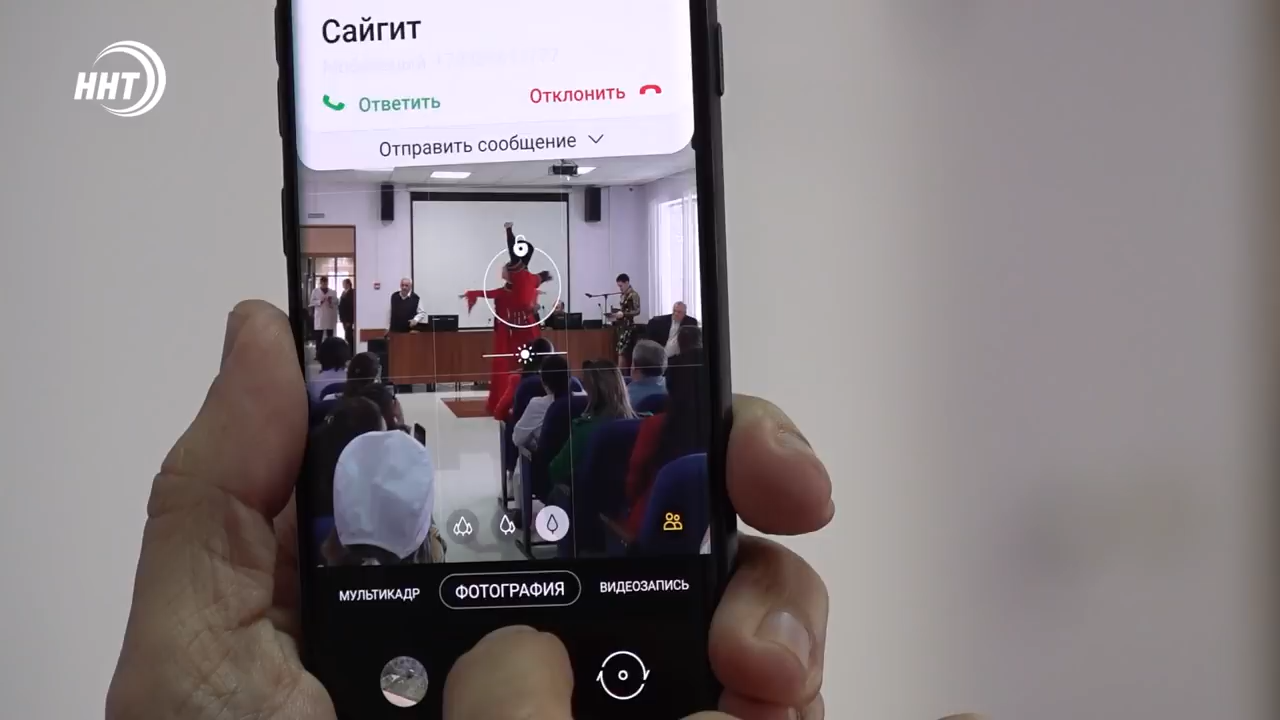 ННТ
Сайгит
Ответить
Отклонить
Отправить сообщение
МУЛЬТИКАДР
ФОТОГРАФИЯ
ВИДЕОЗАПИСЬ